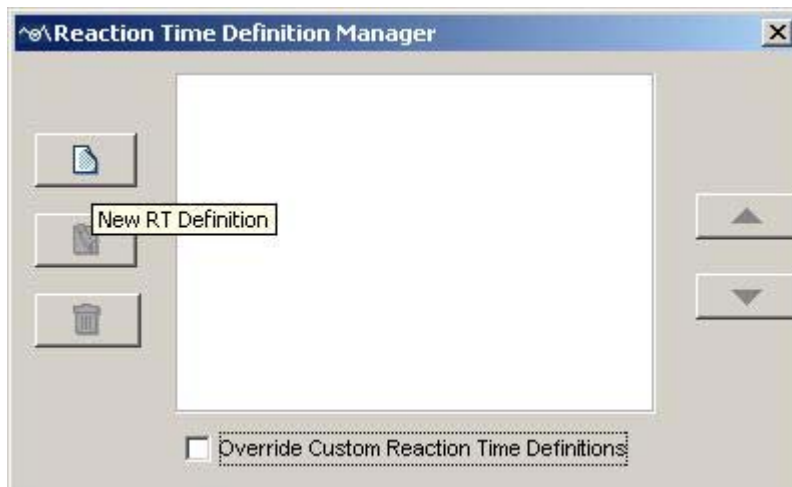 Reaction Time Definition Manager
New RT Definition
Override Custom Reaction Time Definitions